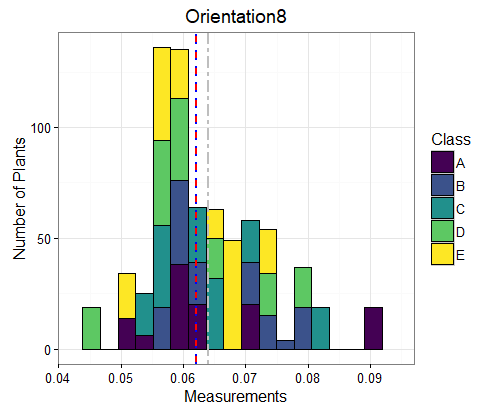 Orientation8
Number of Plants
100
50
0
0.04 0.05 0.06 0.07 0.08 0.09
Measurements
Class
A
B
C
D
E